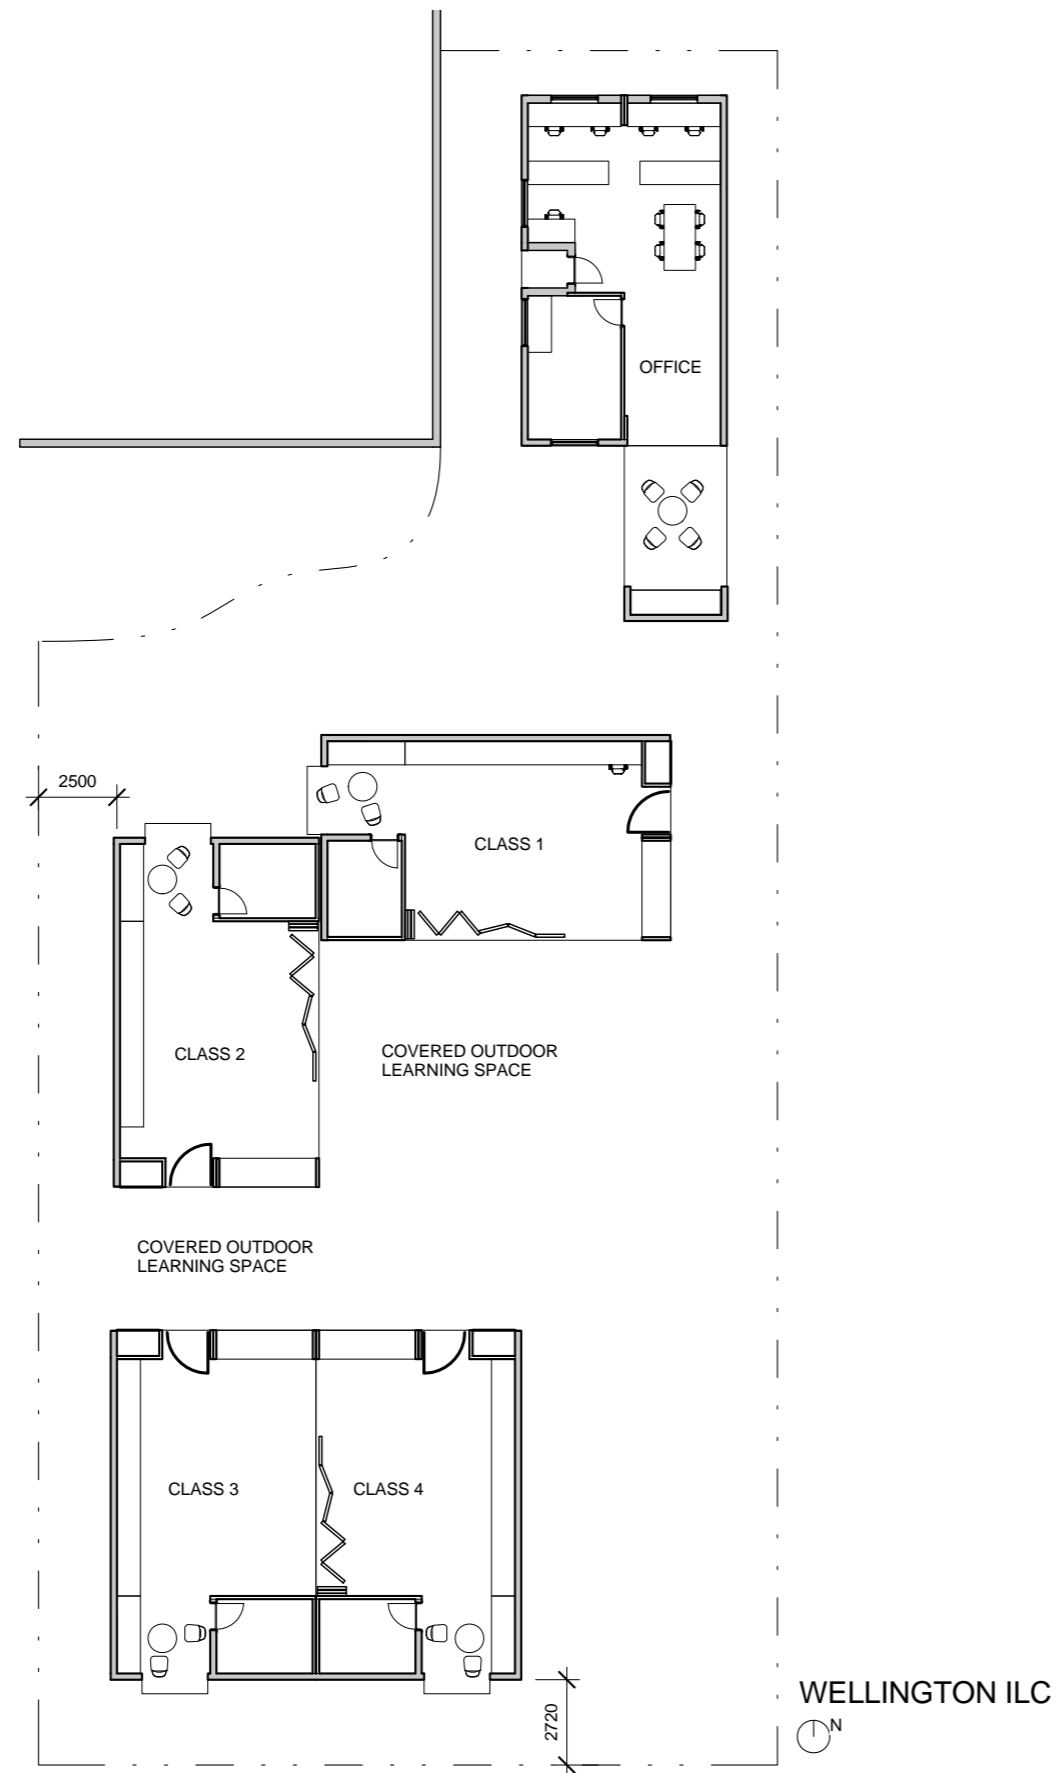 OFFICE
2500
CLASS 1
CLASS 2
COVERED OUTDOOR
LEARNING SPACE
COVERED OUTDOOR
LEARNING SPACE
CLASS 3
CLASS 4
2720
WELLINGTON ILC
N